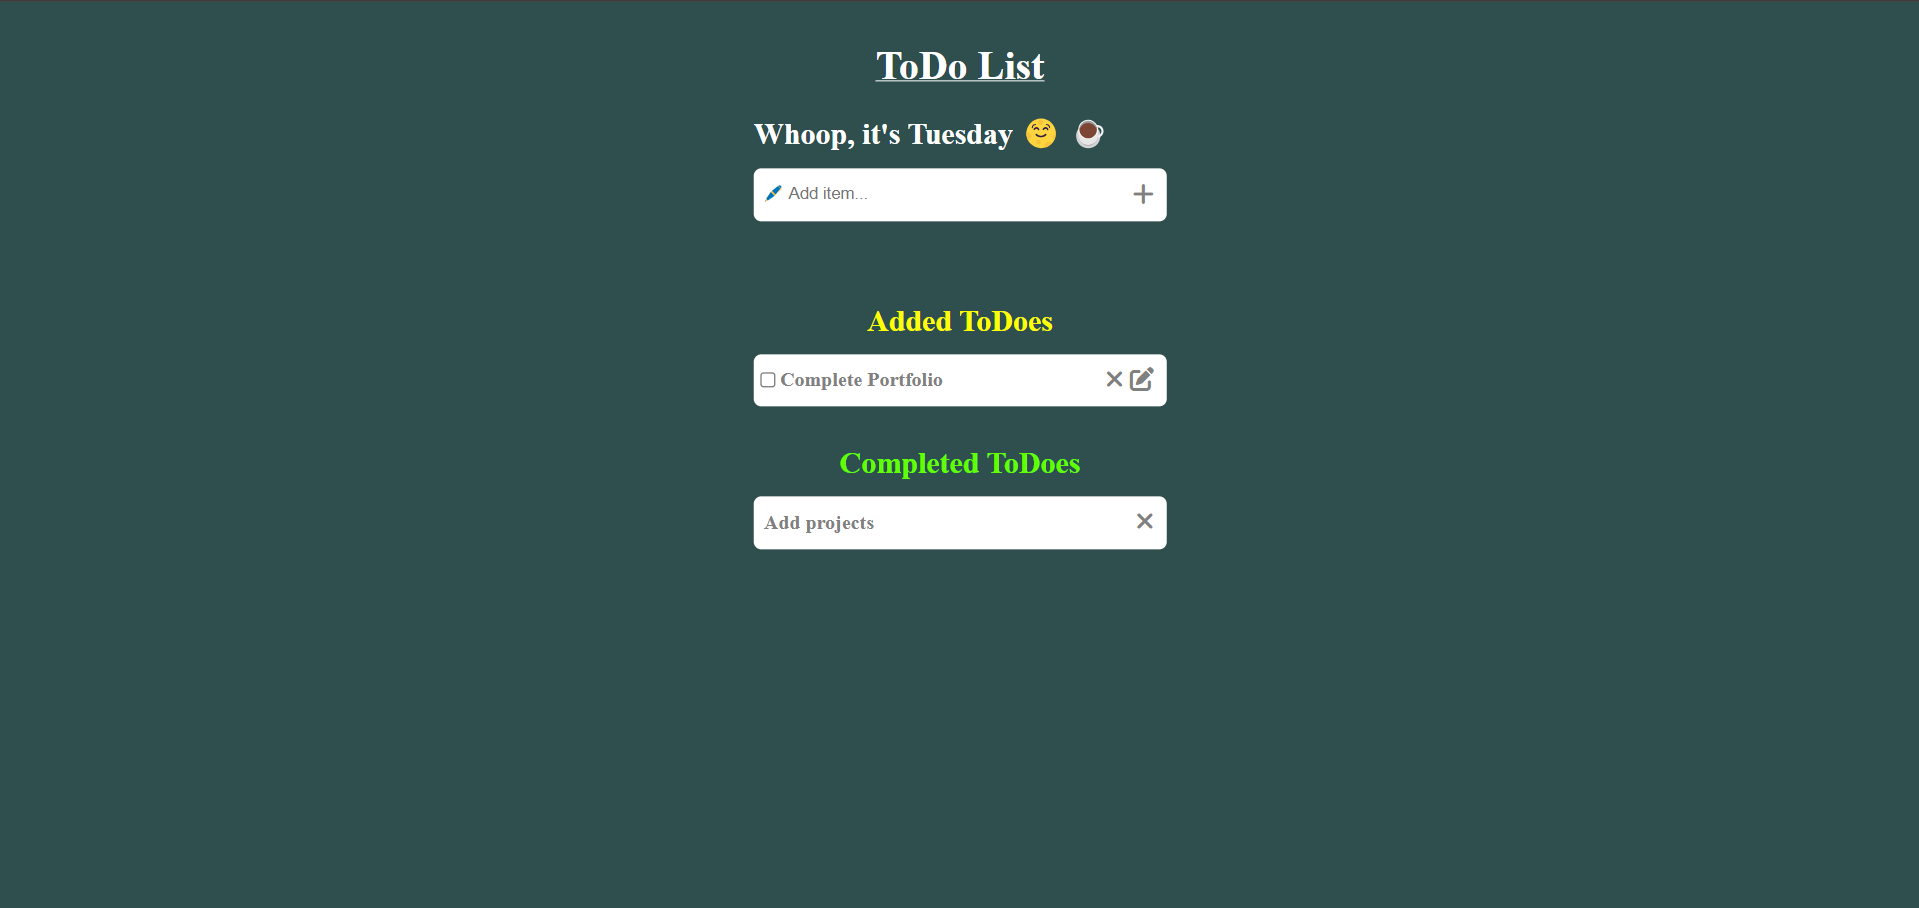 ToDo List
Whoop, it's Tuesday 😊 ☕
🖌️ Add item...
Added ToDoes
Complete Portfolio
Completed ToDoes
Add projects